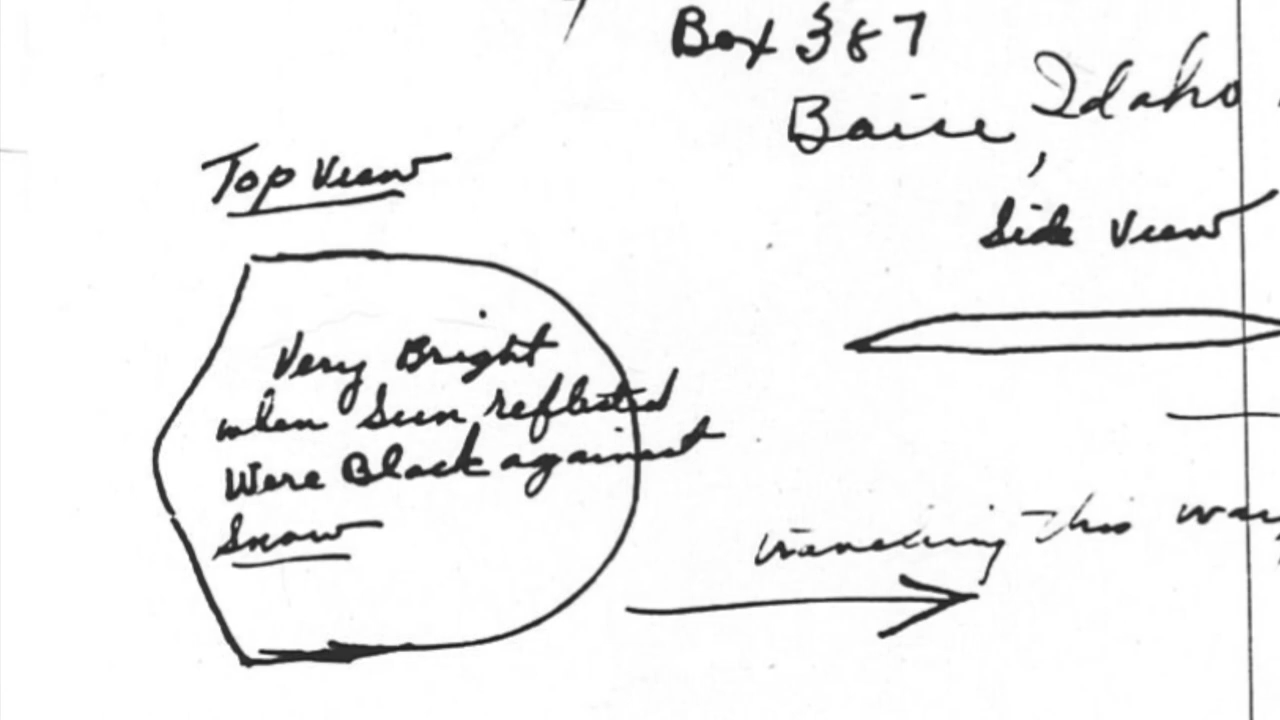 Box 387
Boise, Idaho
Top View
Side View
Very Bright
when Sun reflected
Were Black against
Snow
traveling this way